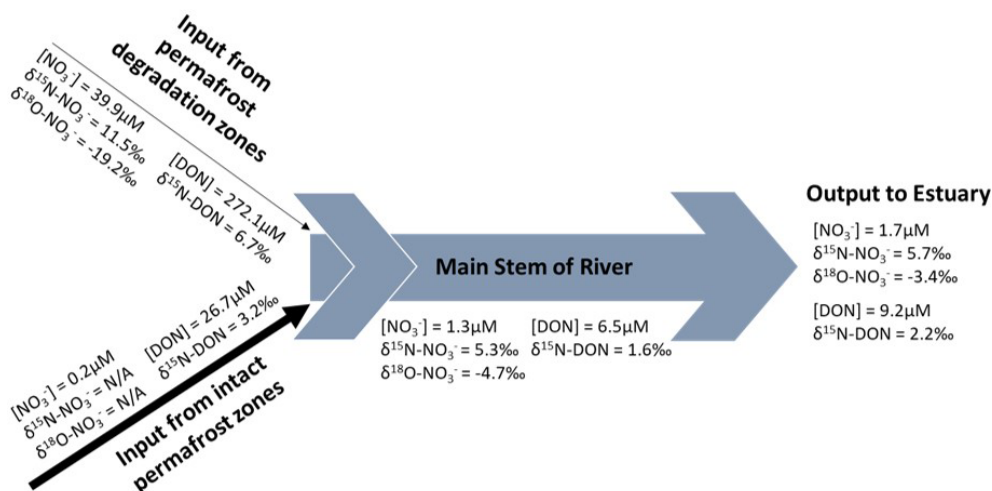 Input from
permafrost
degradation zones
[NO₃⁻] = 39.9µM
δ¹⁵N-NO₃⁻ = 11.5‰
δ¹⁸O-NO₃⁻ = -19.2‰
[DON] = 272.1µM
δ¹⁵N-DON = 6.7‰
[NO₃⁻] = 0.2µM
δ¹⁵N-NO₃⁻ = N/A
δ¹⁸O-NO₃⁻ = N/A
[DON] = 26.7µM
δ¹⁵N-DON = 3.2‰
Input from intact
permafrost zones
Main Stem of River
[NO₃⁻] = 1.3µM
δ¹⁵N-NO₃⁻ = 5.3‰
δ¹⁸O-NO₃⁻ = -4.7‰
[DON] = 6.5µM
δ¹⁵N-DON = 1.6‰
Output to Estuary
[NO₃⁻] = 1.7µM
δ¹⁵N-NO₃⁻ = 5.7‰
δ¹⁸O-NO₃⁻ = -3.4‰
[DON] = 9.2µM
δ¹⁵N-DON = 2.2‰